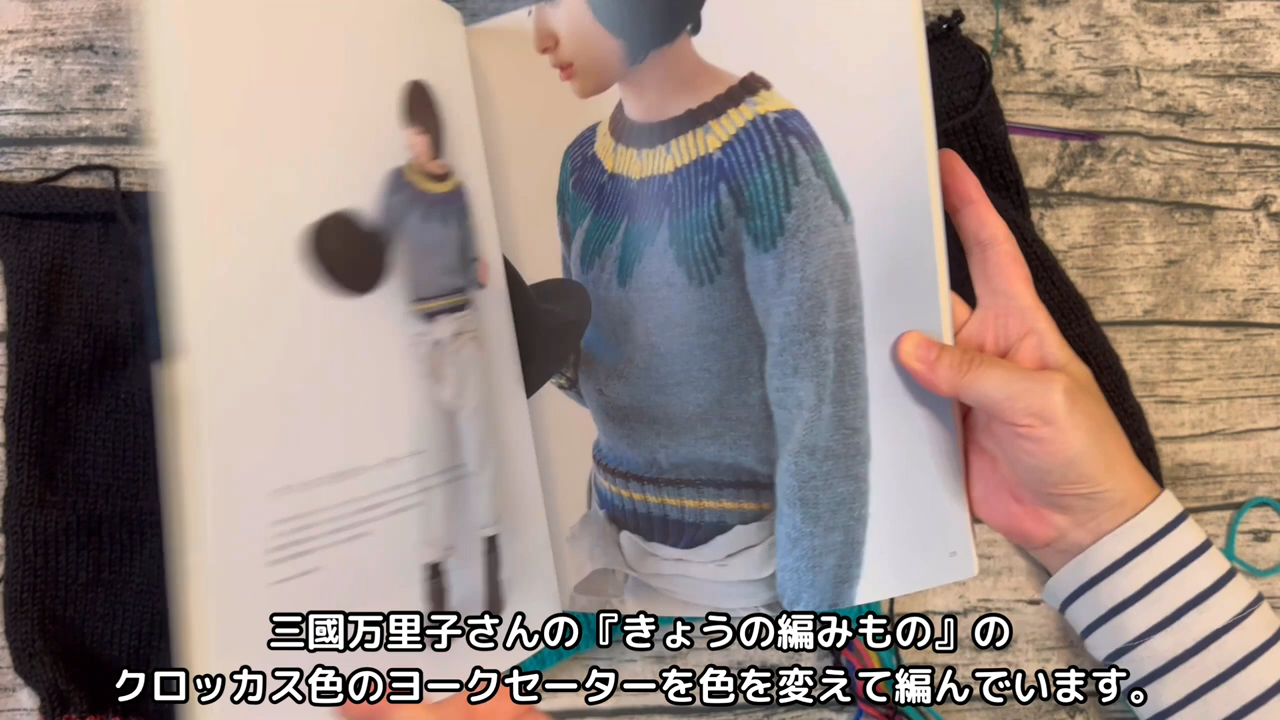 三國万里子さんの『きょうの編みもの』の
クロッカス色のヨークセーターを色を変えて編んでいます。